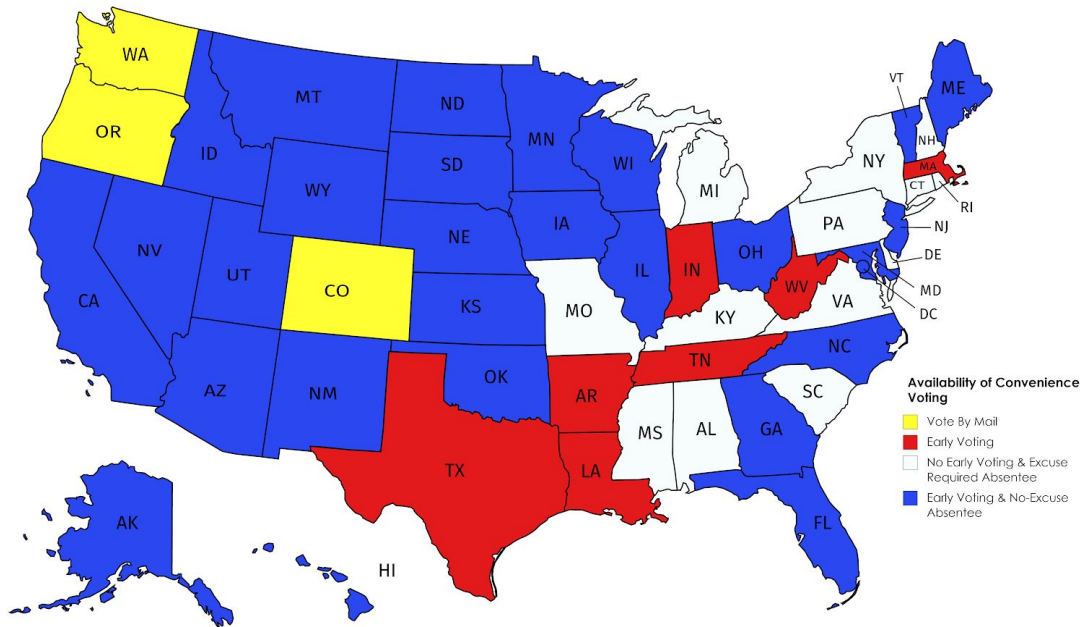 WA
OR
MT
ID
WY
ND
SD
MN
WI
NE
IA
NV
UT
CO
CA
KS
AZ
NM
OK
TX
MO
IL
MI
IN
OH
KY
TN
AR
LA
MS
AL
GA
FL
SC
NC
VA
WV
PA
NY
VT
NH
ME
MA
CT
RI
NJ
DE
MD
DC
AK
HI
Availability of Convenience
Voting
Vote By Mail
Early Voting
No Early Voting & Excuse
Required Absentee
Early Voting & No-Excuse
Absentee